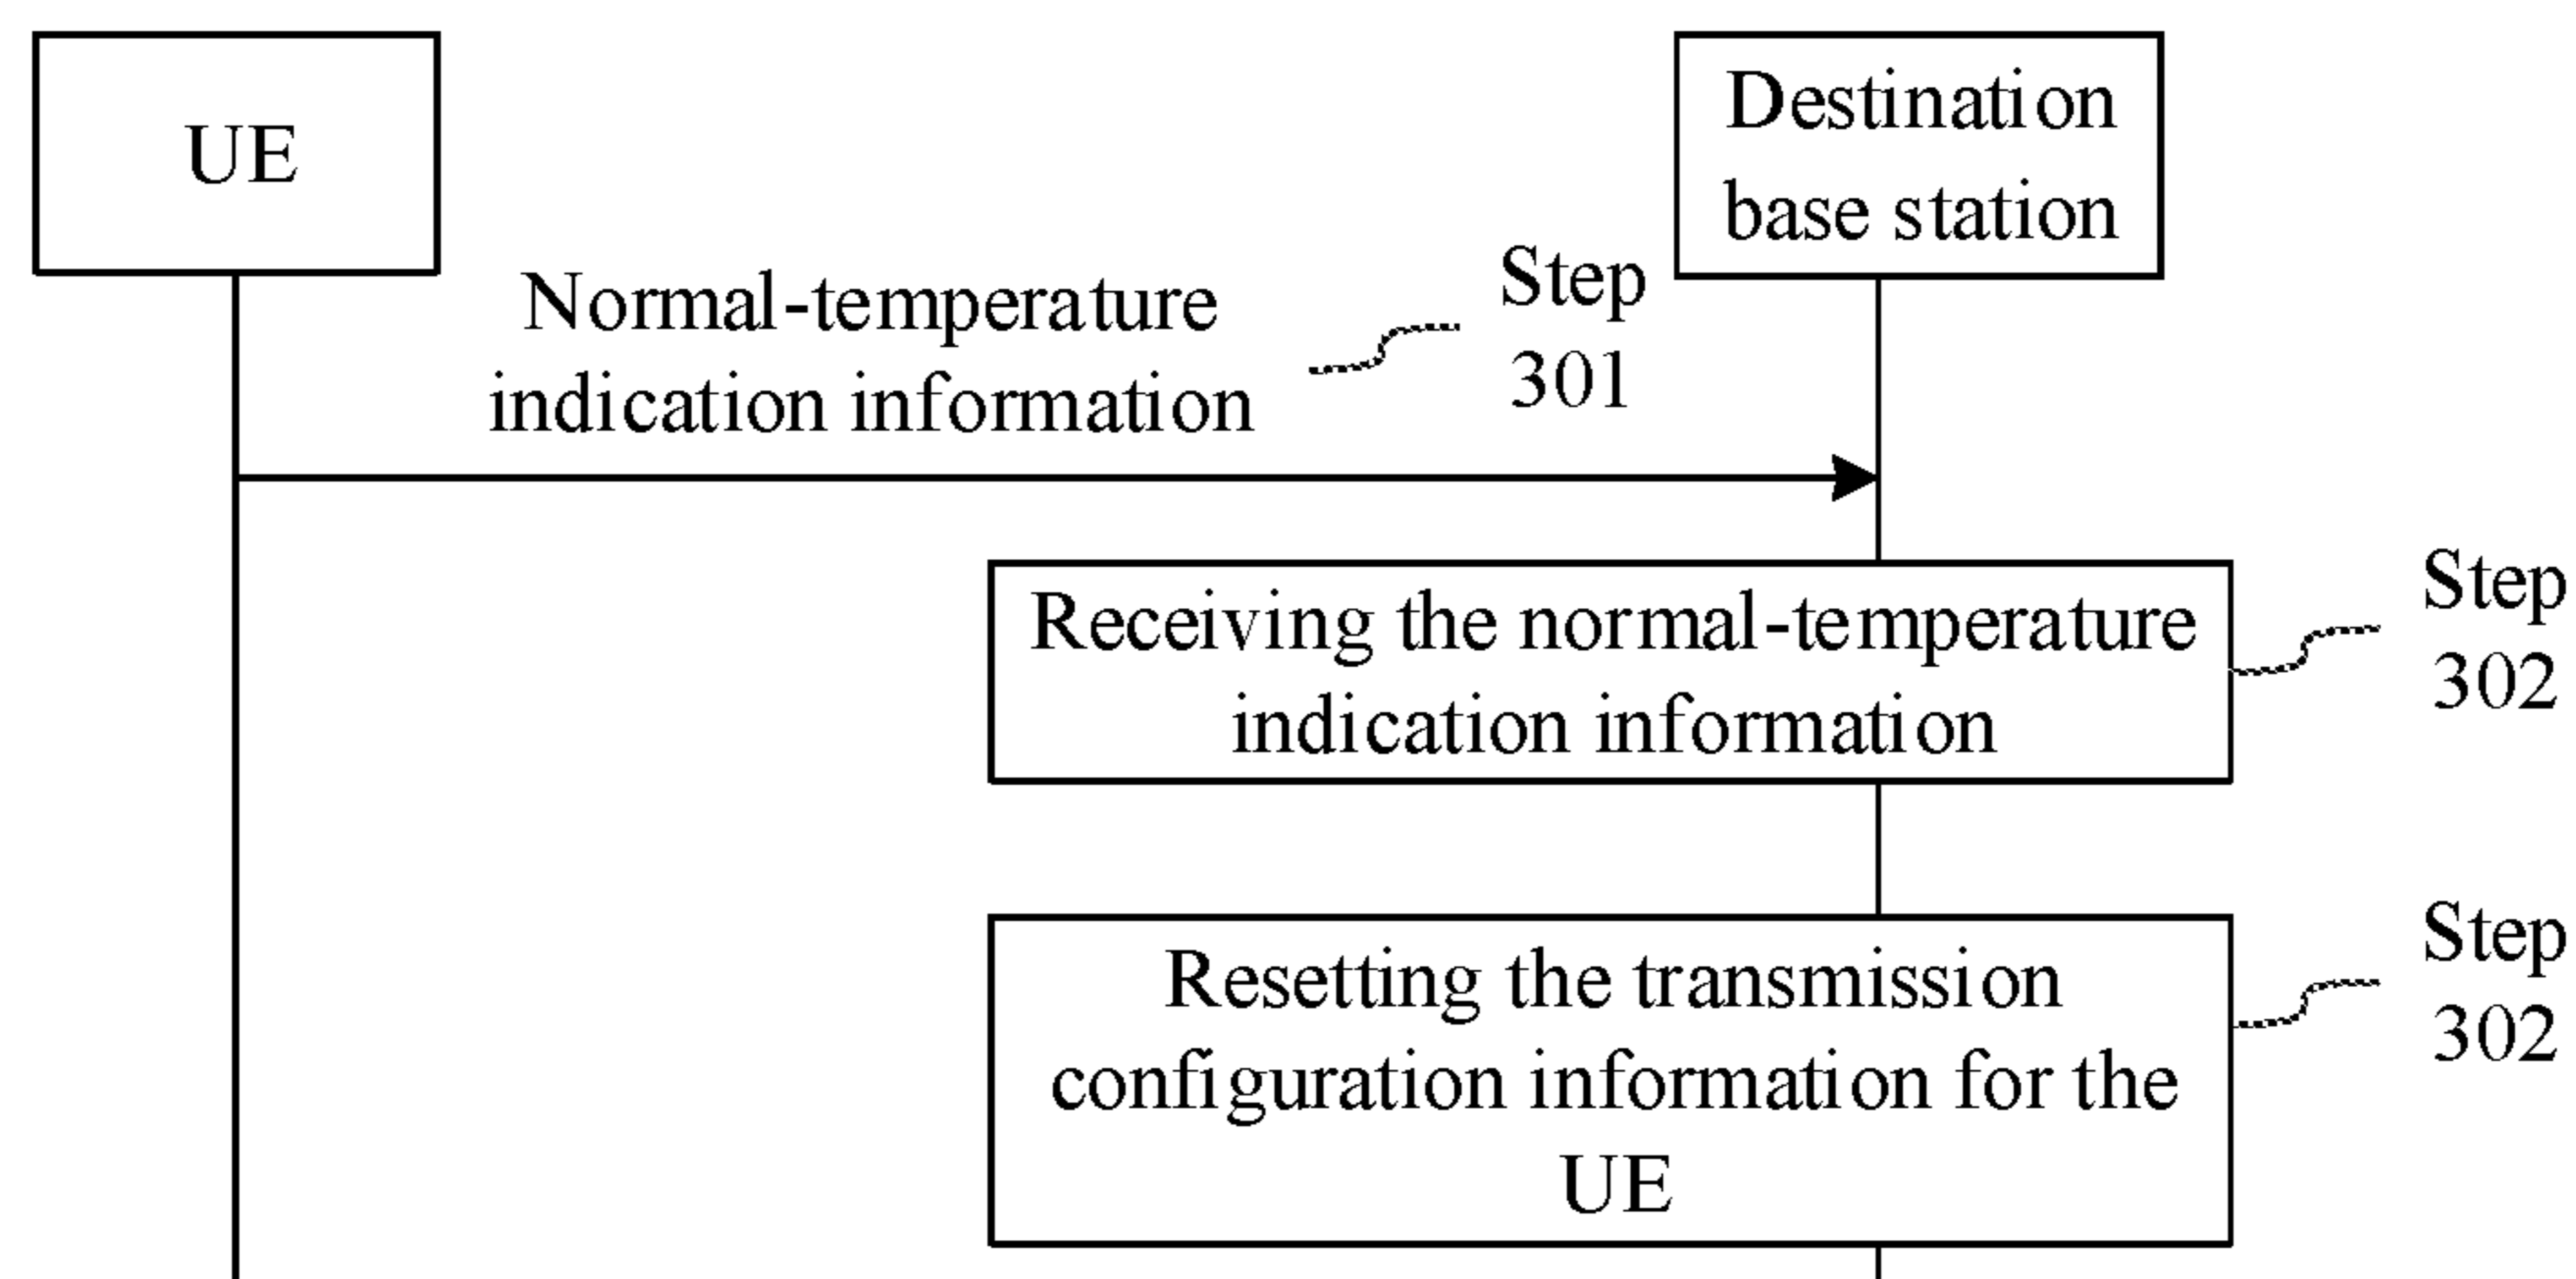 UE
Destination
base station
Normal-temperature
indication information
Step
301
Receiving the normal-temperature
indication information
Step
302
Resetting the transmission
configuration information for the
UE
Step
302